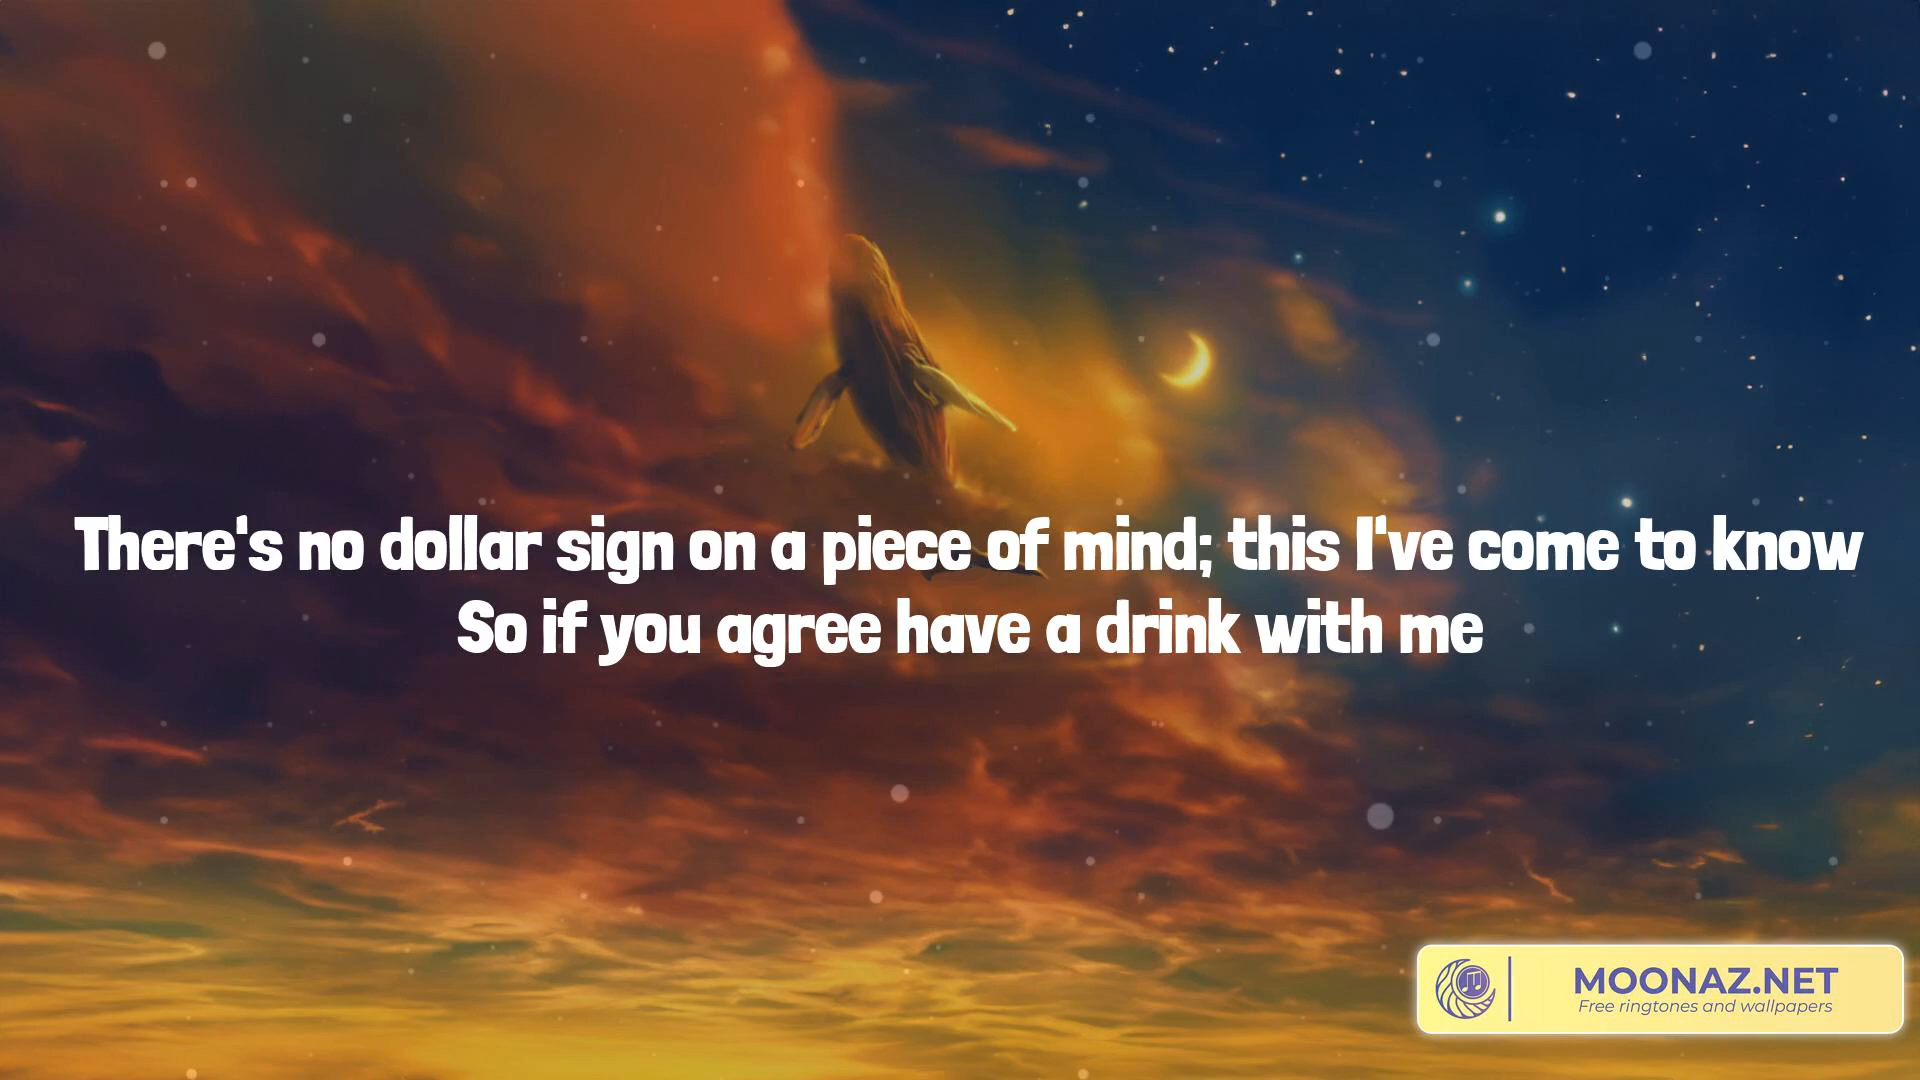 There's no dollar sign on a piece of mind; this I've come to know
So if you agree have a drink with me
MOONAZ.NET
Free ringtones and wallpapers